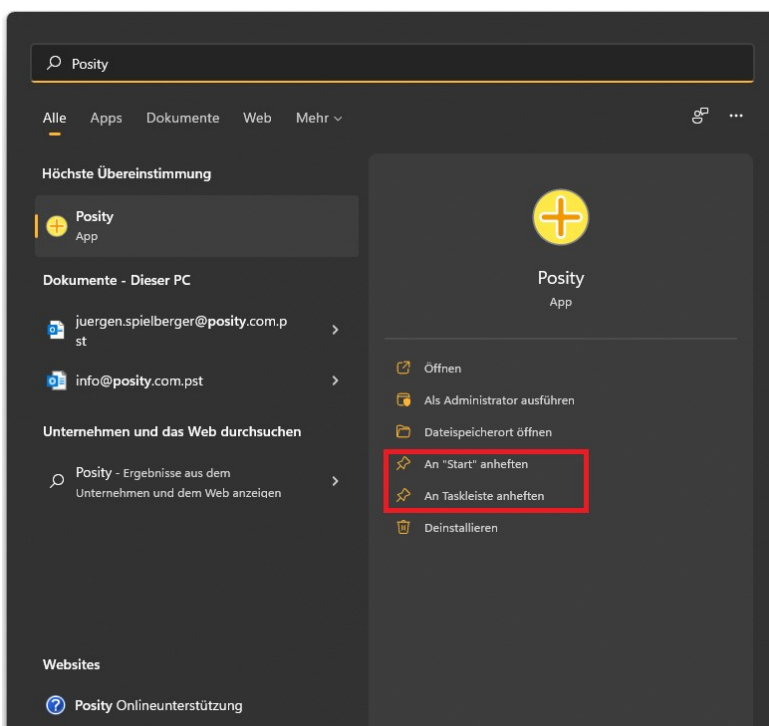 Posity
Alle Apps Dokumente Web Mehr
Höchste Übereinstimmung
Posity
App
Dokumente - Dieser PC
juergen.spielberger@posity.com.p
st
info@posity.com.pst
Unternehmen und das Web durchsuchen
Posity - Ergebnisse aus dem
Unternehmen und dem Web anzeigen
Websites
Posity Onlineunterstützung
Posity
App
Öffnen
Als Administrator ausführen
Dateispeicherort öffnen
An "Start" anheften
An Taskleiste anheften
Deinstallieren